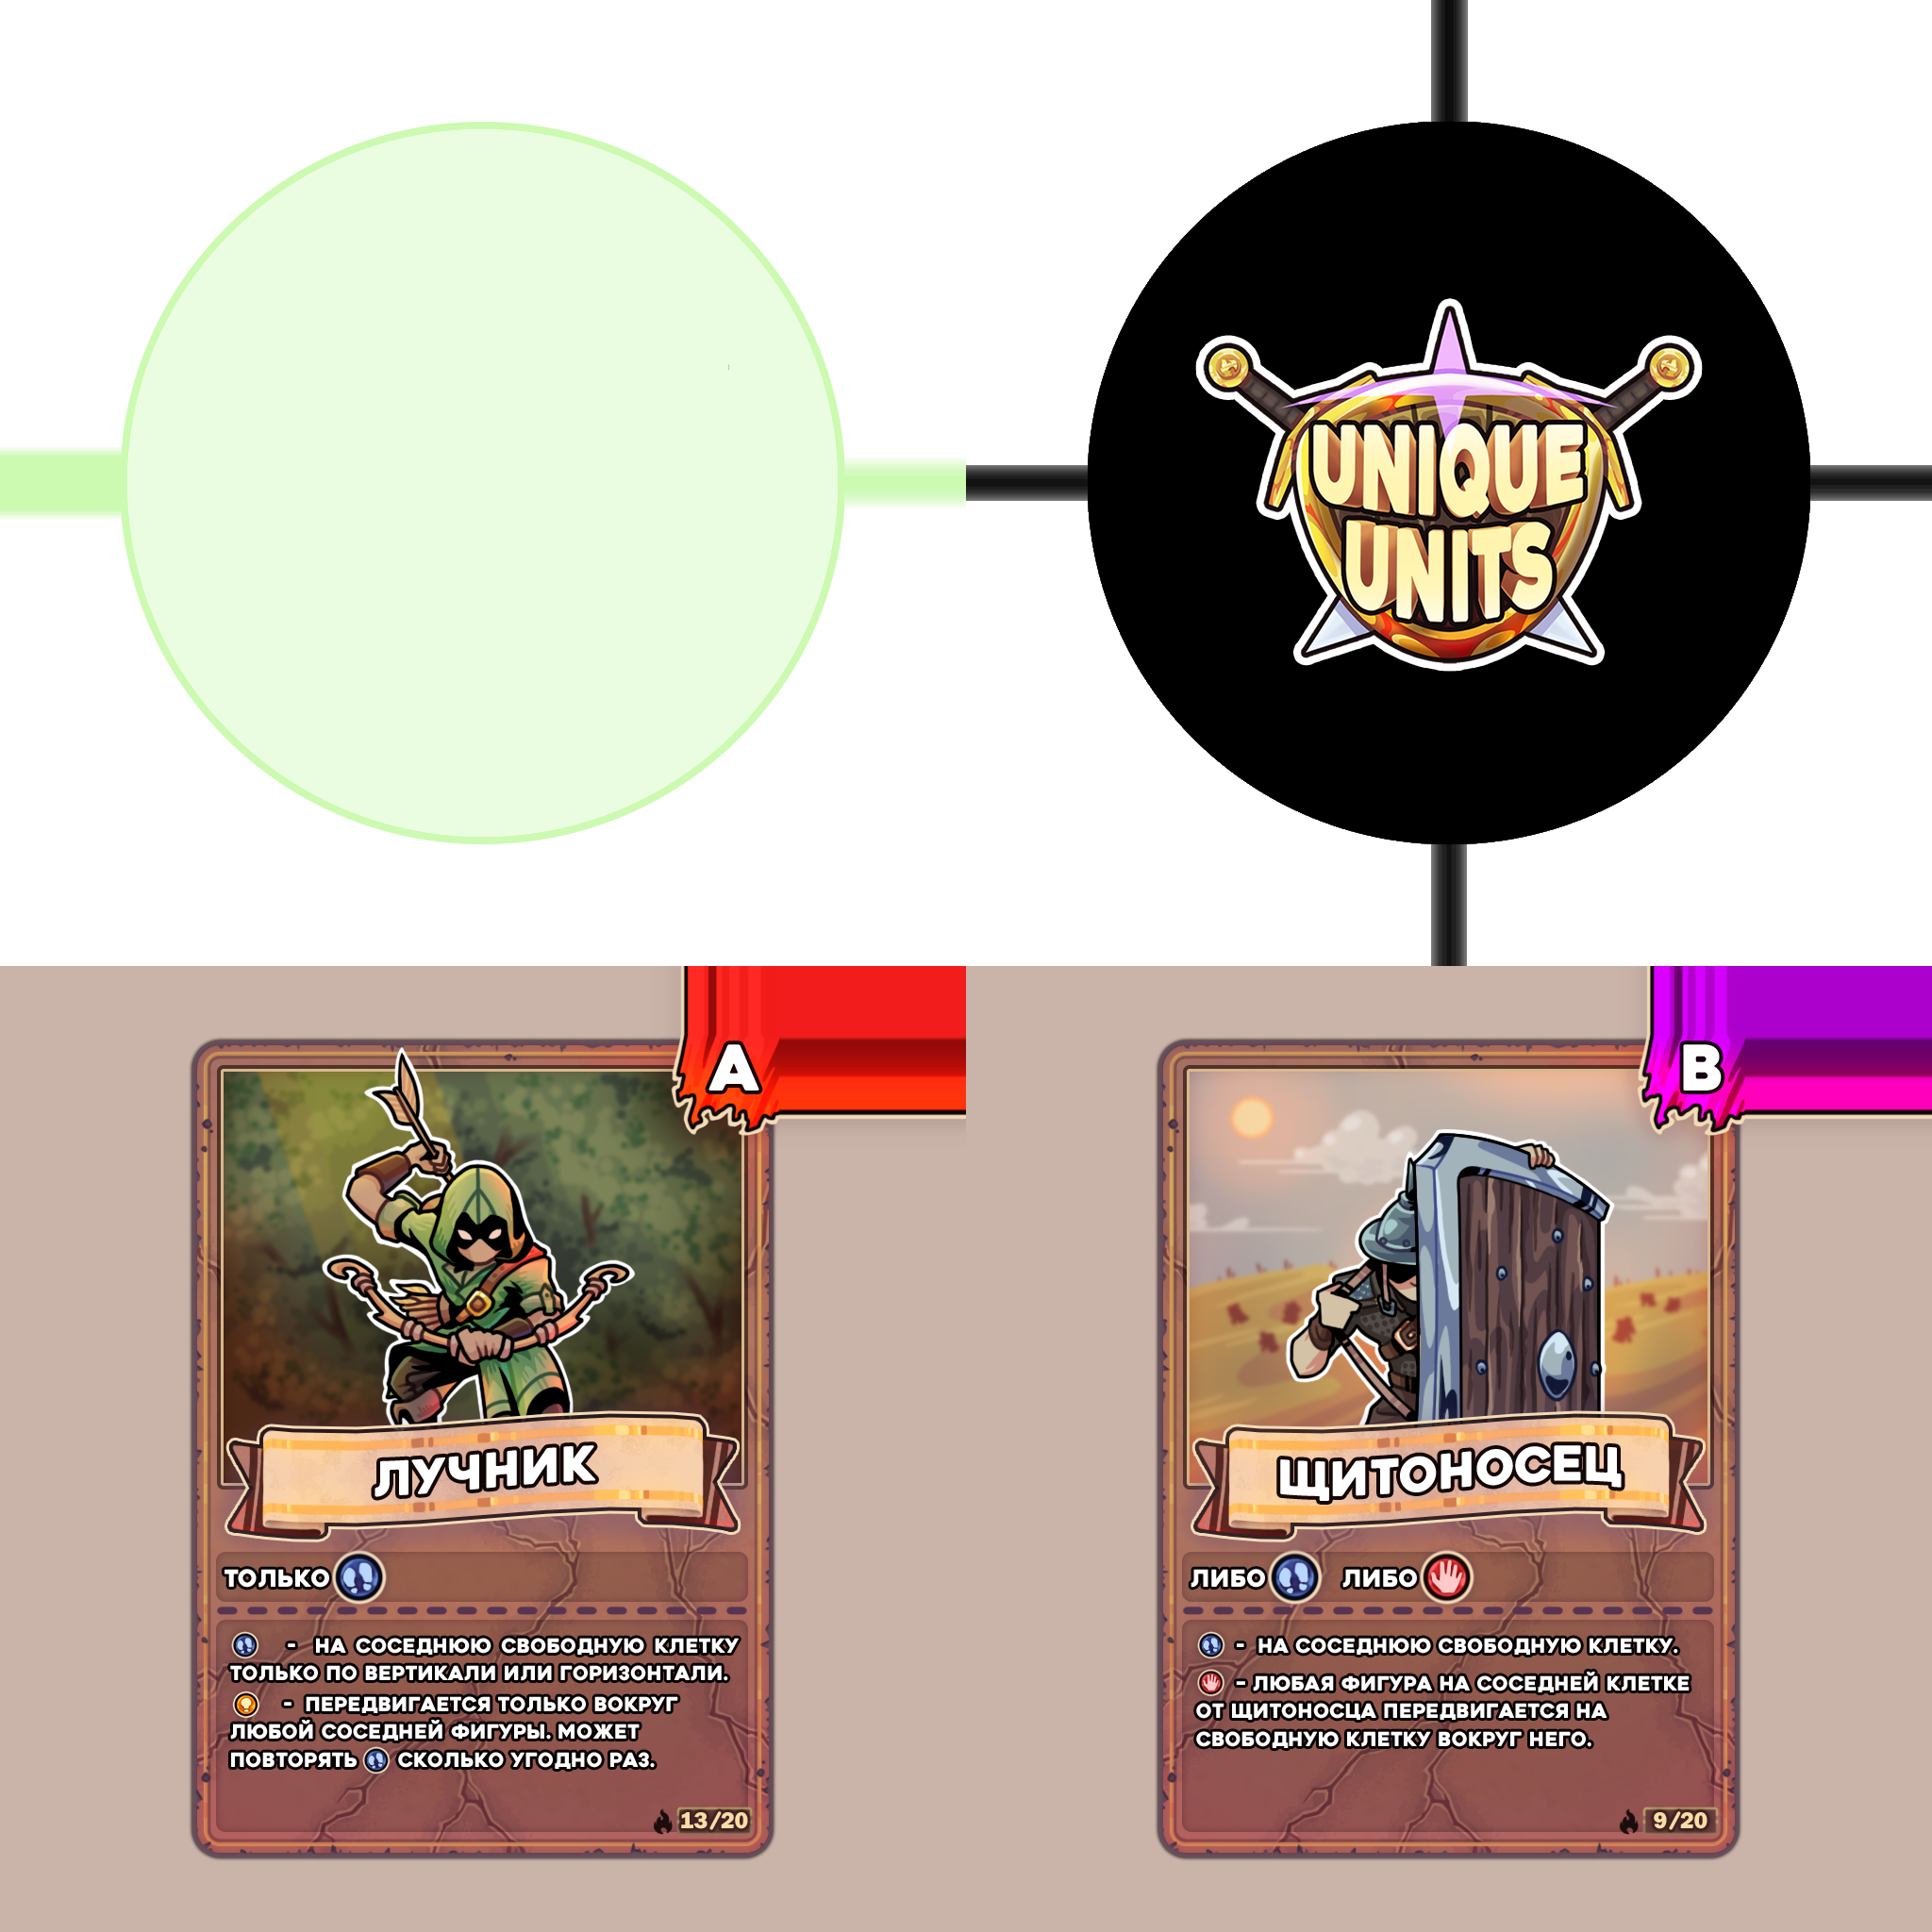 UNIQUE
UNITS
A
ЛУЧНИК
ТОЛЬКО
- НА СОСЕДНЮЮ СВОБОДНУЮ КЛЕТКУ
ТОЛЬКО ПО ВЕРТИКАЛИ ИЛИ ГОРИЗОНТАЛИ.
- ПЕРЕДВИГАЕТСЯ ТОЛЬКО ВОКРУГ
ЛЮБОЙ СОСЕДНЕЙ ФИГУРЫ. МОЖЕТ
ПОВТОРЯТЬ СКОЛЬКО УГОДНО РАЗ.
13/20
B
ЩИТОНОСЕЦ
ЛИБО ЛИБО
- НА СОСЕДНЮЮ СВОБОДНУЮ КЛЕТКУ.
- ЛЮБАЯ ФИГУРА НА СОСЕДНЕЙ КЛЕТКЕ
ОТ ЩИТОНОСЦА ПЕРЕДВИГАЕТСЯ НА
СВОБОДНУЮ КЛЕТКУ ВОКРУГ НЕГО.
9/20